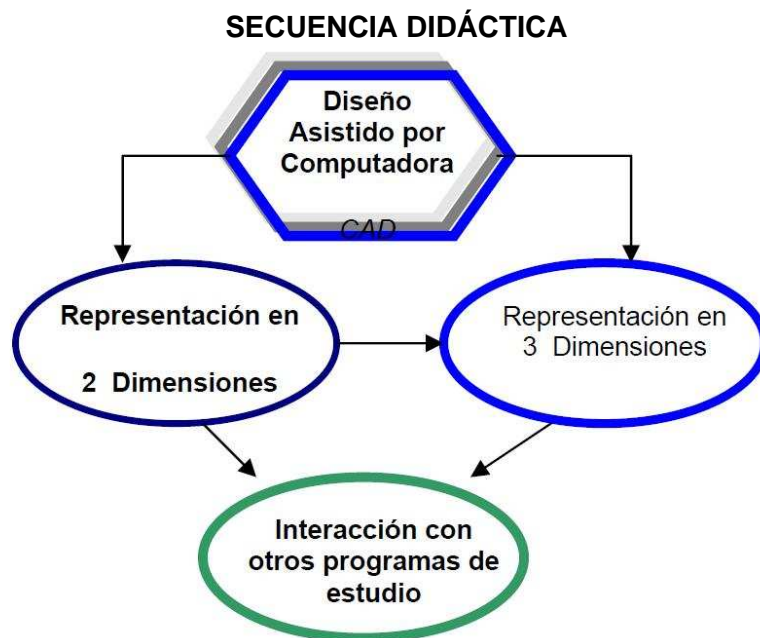 SECUENCIA DIDÁCTICA
Diseño
Asistido por
Computadora
CAD
Representación en
2 Dimensiones
Representación en
3 Dimensiones
Interacción con
otros programas de
estudio